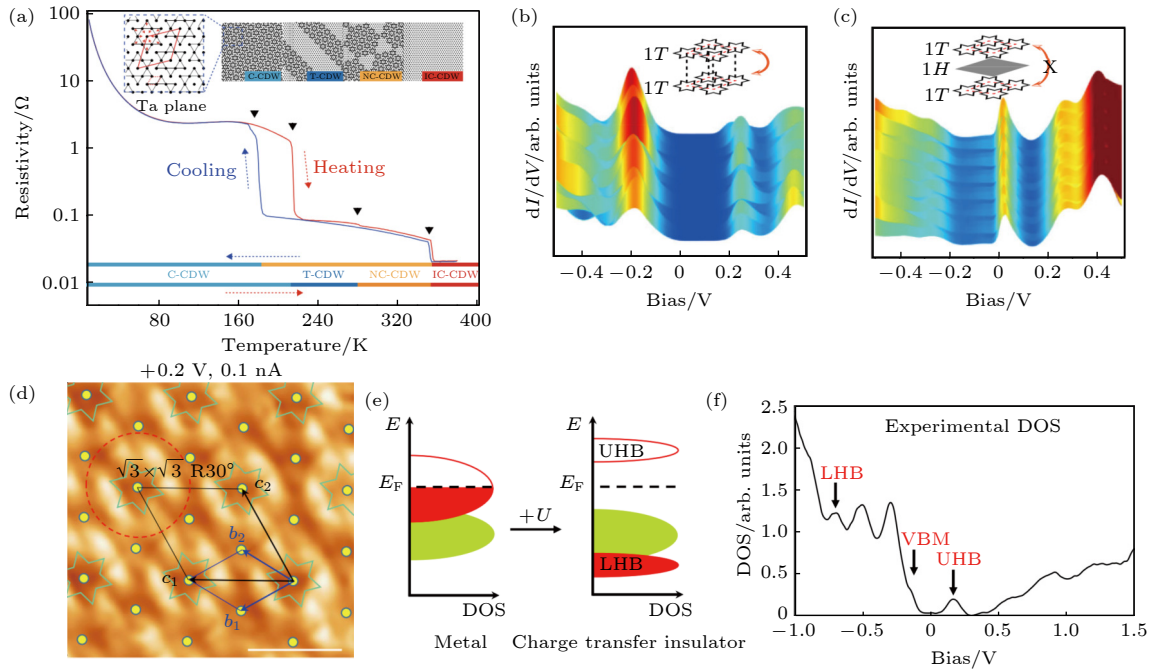 (a)
Resistivity/Ω
100
10
1
0.1
0.01
Ta plane
C-CDW
T-CDW
NC-CDW
IC-CDW
Cooling
Heating
C-CDW
T-CDW
NC-CDW
IC-CDW
80
160
240
320
400
Temperature/K
(b)
dI/dV/arb. units
1T
1T
−0.4
−0.2
0
0.2
0.4
Bias/V
(c)
dI/dV/arb. units
1T
1H
1T
X
−0.4
−0.2
0
0.2
0.4
Bias/V
(d)
+0.2 V, 0.1 nA
√3×√3 R30°
c₂
b₂
c₁
b₁
(e)
E
E_F
DOS
Metal
+U
E
UHB
E_F
LHB
DOS
Charge transfer insulator
(f)
DOS/arb. units
2.5
2.0
1.5
1.0
0.5
0
Experimental DOS
LHB
VBM
UHB
−1.0
−0.5
0
0.5
1.0
1.5
Bias/V